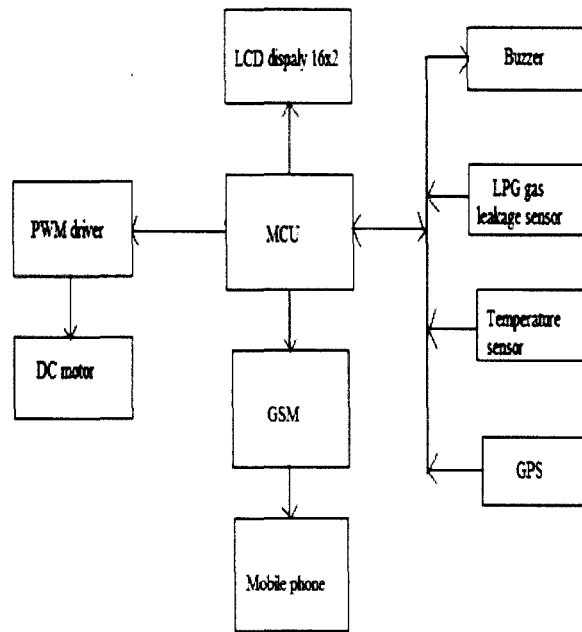 LCD dispaly 16x2
Buzzer
LPG gas
leakage sensor
PWM driver
MCU
Temperature
sensor
DC motor
GSM
GPS
Mobile phone